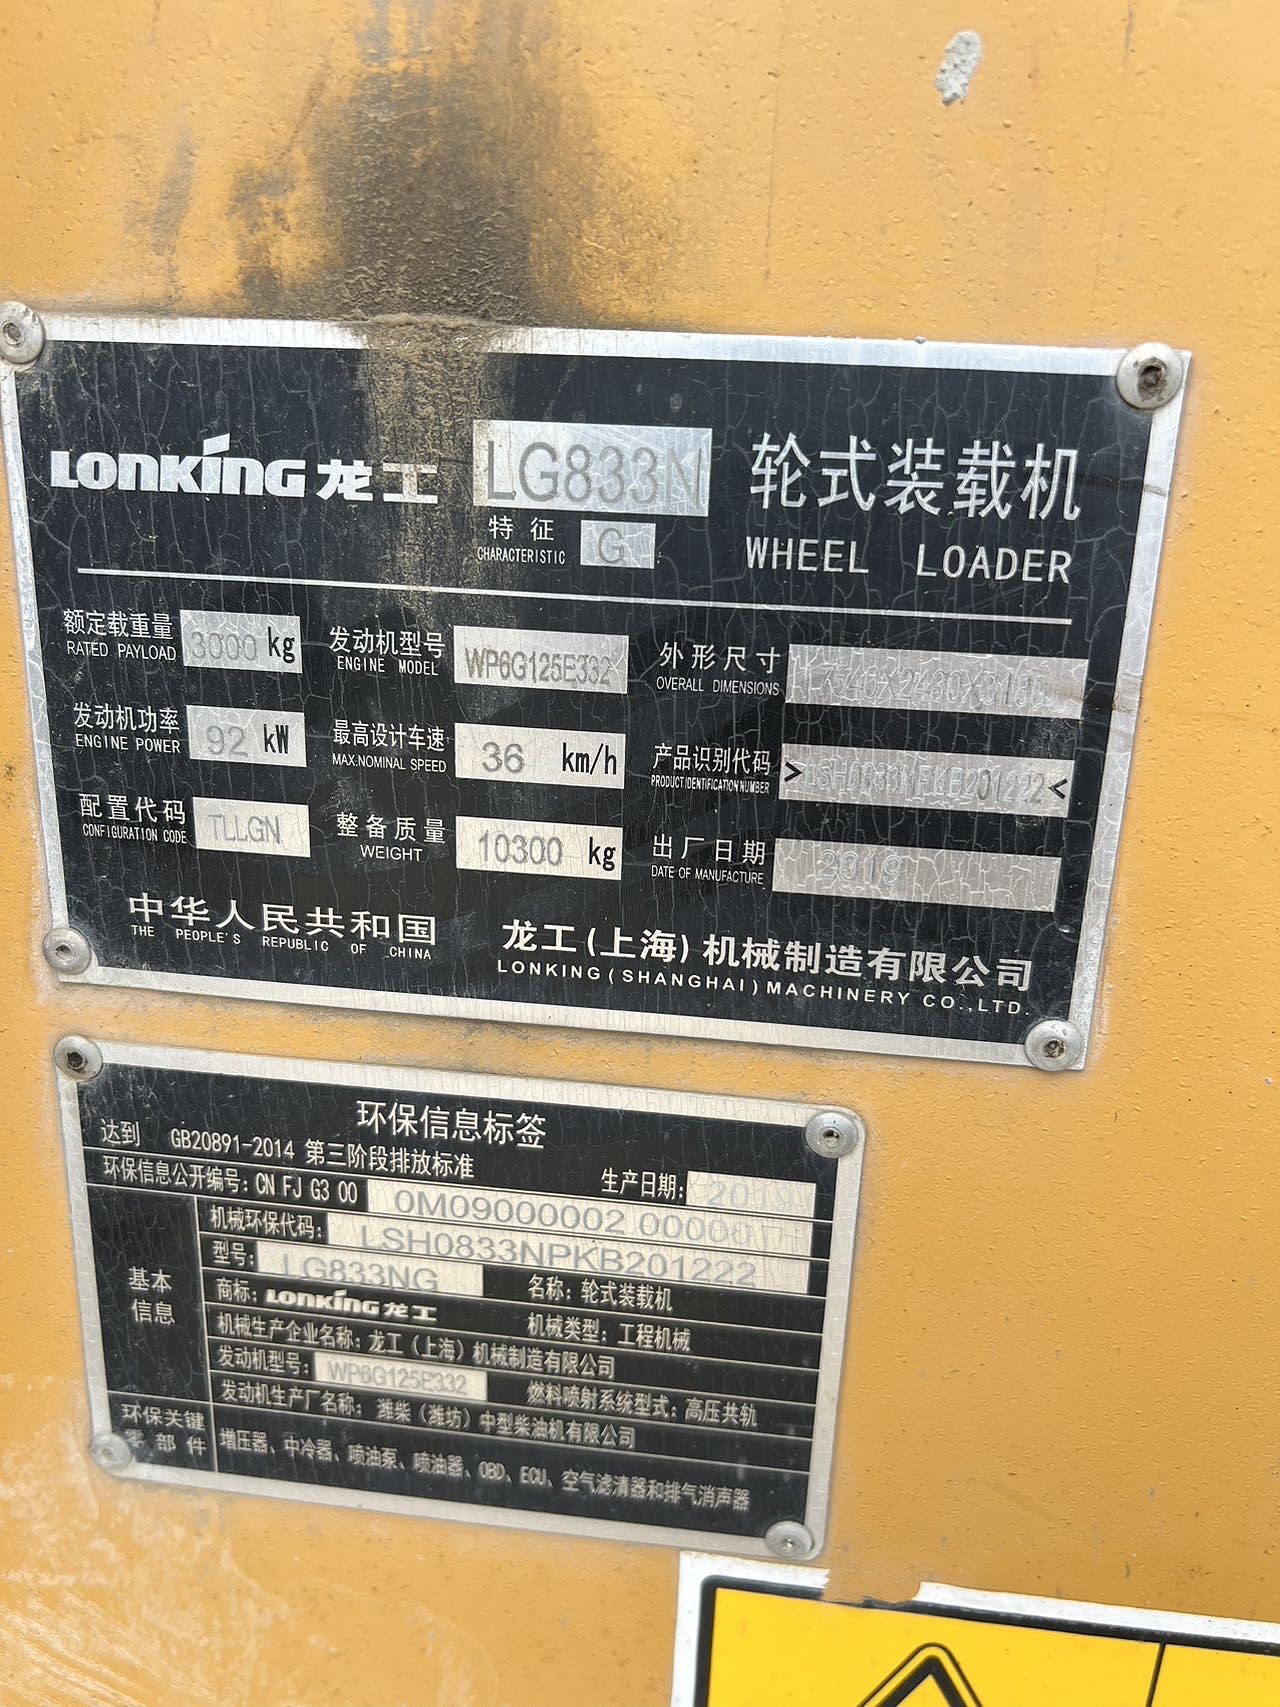 LONKING 龙工 LG833N 轮式装载机
特征 G
CHARACTERISTIC
WHEEL LOADER
额定载重量 3000 kg 发动机型号 WP6G125E332 外形尺寸
RATED PAYLOAD ENGINE MODEL OVERALL DIMENSIONS
发动机功率 92 kW 最高设计车速 36 km/h 产品识别代码 >LSH0833NPKB201222<
ENGINE POWER MAX.NOMINAL SPEED PRODUCT IDENTIFICATION NUMBER
配置代码 TLLGN 整备质量 10300 kg 出厂日期 2019
CONFIGURATION CODE WEIGHT DATE OF MANUFACTURE
中华人民共和国 龙工(上海)机械制造有限公司
THE PEOPLE'S REPUBLIC OF CHINA LONKING(SHANGHAI)MACHINERY CO.,LTD.
环保信息标签
达到 GB20891-2014 第三阶段排放标准 生产日期: 2019
环保信息公开编号: CN FJ G3 00 0M09000002
机械环保代码: LSH0833NPKB201222
型号: LG833NG 名称: 轮式装载机
基本信息
商标: LONKING 龙工 机械类型: 工程机械
机械生产企业名称: 龙工(上海)机械制造有限公司
发动机型号: WP6G125E332 燃料喷射系统型式: 高压共轨
发动机生产厂名称: 潍柴(潍坊)中型柴油机有限公司
环保关键零部件 增压器、中冷器、喷油泵、喷油器、OBD、ECU、空气滤清器和排气消声器